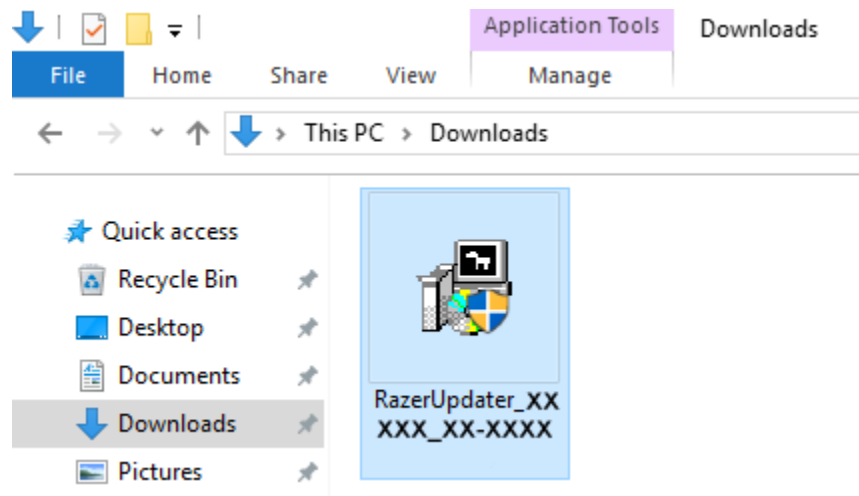 Application Tools Downloads
File Home Share View Manage
This PC Downloads
Quick access
Recycle Bin
Desktop
Documents
Downloads
Pictures
RazerUpdater_XX
XXX_XX-XXXX